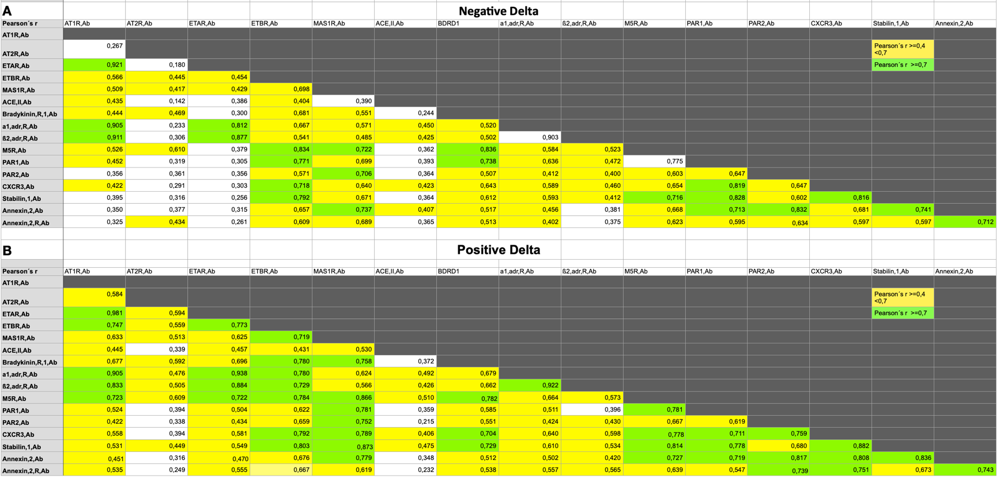 A Negative Delta
Pearson´s r AT1R,Ab AT2R,Ab ETAR,Ab ETBR,Ab MAS1R,Ab ACE,II,Ab BDRD1 a1,adr,R,Ab ß2,adr,R,Ab M5R,Ab PAR1,Ab PAR2,Ab CXCR3,Ab Stabilin,1,Ab Annexin,2,Ab
AT1R,Ab
AT2R,Ab 0,267 Pearson´s r >=0,4
<0,7
ETAR,Ab 0,921 0,180 Pearson´s r >=0,7
ETBR,Ab 0,566 0,445 0,454
MAS1R,Ab 0,509 0,417 0,429 0,698
ACE,II,Ab 0,435 0,142 0,386 0,404 0,390
Bradykinin,R,1,Ab 0,444 0,469 0,300 0,681 0,551 0,244
a1,adr,R,Ab 0,905 0,233 0,812 0,667 0,571 0,450 0,520
ß2,adr,R,Ab 0,911 0,306 0,877 0,541 0,485 0,425 0,502 0,903
M5R,Ab 0,526 0,610 0,379 0,834 0,722 0,362 0,836 0,584 0,523
PAR1,Ab 0,452 0,319 0,305 0,771 0,699 0,393 0,738 0,636 0,472 0,775
PAR2,Ab 0,356 0,361 0,356 0,571 0,706 0,364 0,507 0,412 0,400 0,603 0,647
CXCR3,Ab 0,422 0,291 0,303 0,718 0,640 0,423 0,643 0,589 0,460 0,654 0,819 0,647
Stabilin,1,Ab 0,395 0,316 0,256 0,792 0,671 0,364 0,612 0,593 0,412 0,716 0,828 0,602 0,816
Annexin,2,Ab 0,350 0,377 0,315 0,657 0,737 0,407 0,517 0,456 0,381 0,668 0,713 0,832 0,681 0,741
Annexin,2,R,Ab 0,325 0,434 0,261 0,609 0,689 0,365 0,513 0,402 0,375 0,623 0,595 0,634 0,597 0,597 0,712
B Positive Delta
Pearson´s r AT1R,Ab AT2R,Ab ETAR,Ab ETBR,Ab MAS1R,Ab ACE,II,Ab BDRD1 a1,adr,R,Ab ß2,adr,R,Ab M5R,Ab PAR1,Ab PAR2,Ab CXCR3,Ab Stabilin,1,Ab Annexin,2,Ab
AT1R,Ab
AT2R,Ab 0,584 Pearson´s r >=0,4
<0,7
ETAR,Ab 0,981 0,594 Pearson´s r >=0,7
ETBR,Ab 0,747 0,559 0,773
MAS1R,Ab 0,633 0,513 0,625 0,719
ACE,II,Ab 0,445 0,339 0,457 0,431 0,530
Bradykinin,R,1,Ab 0,677 0,592 0,696 0,780 0,758 0,372
a1,adr,R,Ab 0,905 0,476 0,938 0,780 0,624 0,492 0,679
ß2,adr,R,Ab 0,833 0,505 0,884 0,729 0,566 0,426 0,662 0,922
M5R,Ab 0,723 0,609 0,722 0,784 0,866 0,510 0,782 0,664 0,573
PAR1,Ab 0,524 0,394 0,504 0,622 0,781 0,359 0,585 0,511 0,396 0,781
PAR2,Ab 0,422 0,338 0,434 0,659 0,752 0,215 0,551 0,424 0,430 0,667 0,619
CXCR3,Ab 0,558 0,394 0,581 0,792 0,789 0,406 0,704 0,640 0,598 0,778 0,711 0,759
Stabilin,1,Ab 0,531 0,449 0,549 0,803 0,873 0,475 0,729 0,610 0,534 0,814 0,778 0,680 0,882
Annexin,2,Ab 0,451 0,316 0,470 0,676 0,779 0,348 0,512 0,502 0,420 0,727 0,719 0,817 0,808 0,836
Annexin,2,R,Ab 0,535 0,249 0,555 0,667 0,619 0,232 0,538 0,557 0,565 0,639 0,547 0,739 0,751 0,673 0,743